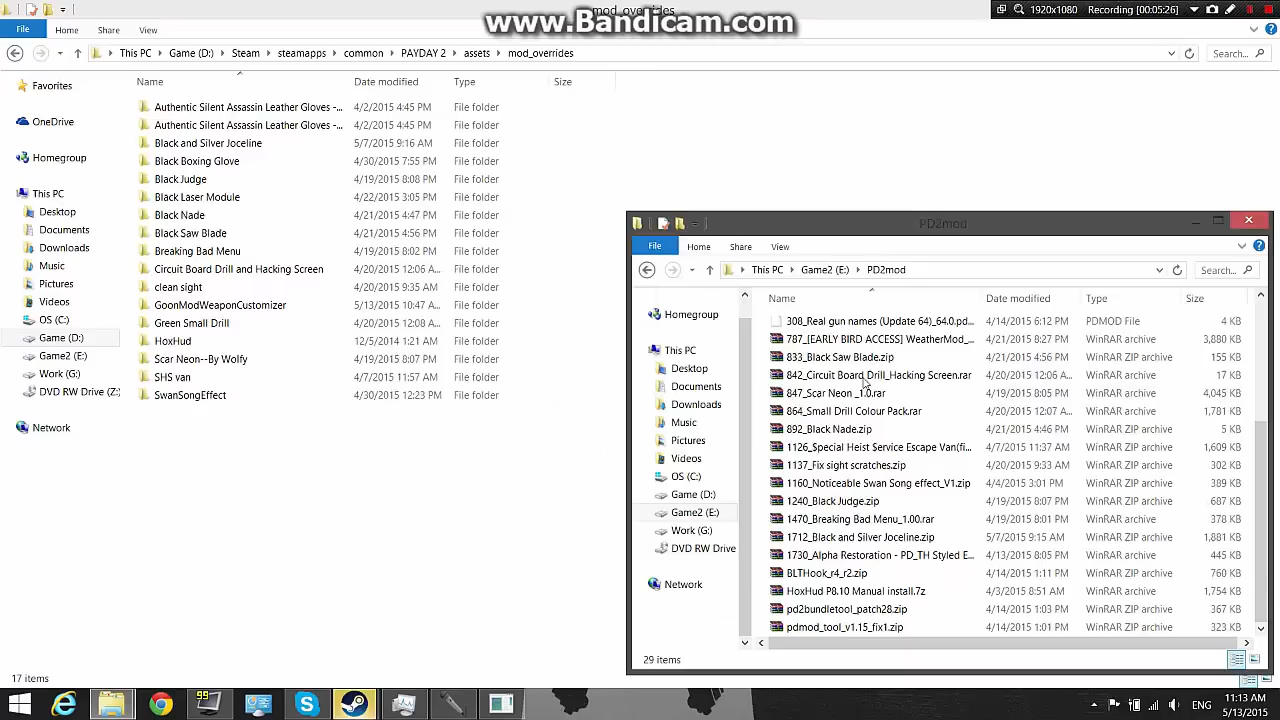 mod_overrides
www.Bandicam.com
1920x1080 Recording [00:05:26]
File Home Share View
This PC Game (D:) Steam steamapps common PAYDAY 2 assets mod_overrides Search...
Name Date modified Type Size
Favorites
OneDrive
Homegroup
This PC
Desktop
Documents
Downloads
Music
Pictures
Videos
OS (C:)
Game (D:)
Game2 (E:)
Work (G:)
DVD RW Drive (Z:)
Network
Authentic Silent Assassin Leather Gloves -... 4/2/2015 4:45 PM File folder
Authentic Silent Assassin Leather Gloves -... 4/2/2015 4:45 PM File folder
Black and Silver Joceline 5/7/2015 9:16 AM File folder
Black Boxing Glove 4/30/2015 7:55 PM File folder
Black Judge 4/19/2015 8:08 PM File folder
Black Laser Module 4/22/2015 3:05 PM File folder
Black Nade 4/21/2015 4:47 PM File folder
Black Saw Blade 4/21/2015 4:56 PM File folder
Breaking Bad Menu 4/19/2015 8:02 PM File folder
Circuit Board Drill and Hacking Screen 4/20/2015 12:06 A... File folder
clean sight 4/20/2015 9:35 AM File folder
GoonModWeaponCustomizer 5/13/2015 10:47 A... File folder
Green Small Drill 4/20/2015 12:08 A... File folder
HoxHud 12/5/2014 1:21 AM File folder
Scar Neon--By Wolfy 4/19/2015 8:07 PM File folder
SHS van 4/7/2015 11:57 AM File folder
SwanSongEffect 4/30/2015 12:23 PM File folder
17 items
PD2mod
File Home Share View
This PC Game2 (E:) PD2mod Search...
Name Date modified Type Size
Homegroup
This PC
Desktop
Documents
Downloads
Music
Pictures
Videos
OS (C:)
Game (D:)
Game2 (E:)
Work (G:)
DVD RW Drive
Network
308_Real gun names (Update 64)_64.0.pd... 4/14/2015 6:12 PM PDMOD File 4 KB
787_[EARLY BIRD ACCESS] WeatherMod_... 4/21/2015 8:27 PM WinRAR archive 3,880 KB
833_Black Saw Blade.zip 4/21/2015 4:56 PM WinRAR ZIP archive 155 KB
842_Circuit Board Drill_Hacking Screen.rar 4/20/2015 12:06 A... WinRAR archive 17 KB
847_Scar Neon _1.0.rar 4/19/2015 8:05 PM WinRAR archive 4,045 KB
864_Small Drill Colour Pack.rar 4/20/2015 12:07 A... WinRAR archive 1,781 KB
892_Black Nade.zip 4/21/2015 4:46 PM WinRAR ZIP archive 5 KB
1126_Special Heist Service Escape Van(fi... 4/7/2015 11:37 AM WinRAR archive 1,609 KB
1137_Fix sight scratches.zip 4/20/2015 9:33 AM WinRAR ZIP archive 302 KB
1160_Noticeable Swan Song effect_V1.zip 4/4/2015 3:01 PM WinRAR ZIP archive 389 KB
1240_Black Judge.zip 4/19/2015 8:07 PM WinRAR ZIP archive 687 KB
1470_Breaking Bad Menu_1.00.rar 4/19/2015 8:01 PM WinRAR archive 378 KB
1712_Black and Silver Joceline.zip 5/7/2015 9:15 AM WinRAR ZIP archive 1,881 KB
1730_Alpha Restoration - PD_TH Styled E... 4/13/2015 8:05 PM WinRAR archive 445 KB
BLTHook_r4_r2.zip 4/14/2015 1:11 PM WinRAR ZIP archive 760 KB
HoxHud P8.10 Manual install.7z 4/3/2015 8:51 AM WinRAR archive 1,754 KB
pd2bundletool_patch28.zip 4/14/2015 1:03 PM WinRAR ZIP archive 367 KB
pdmod_tool_v1.15_fix1.zip 4/14/2015 1:01 PM WinRAR ZIP archive 323 KB
29 items
ENG 11:13 AM
5/13/2015